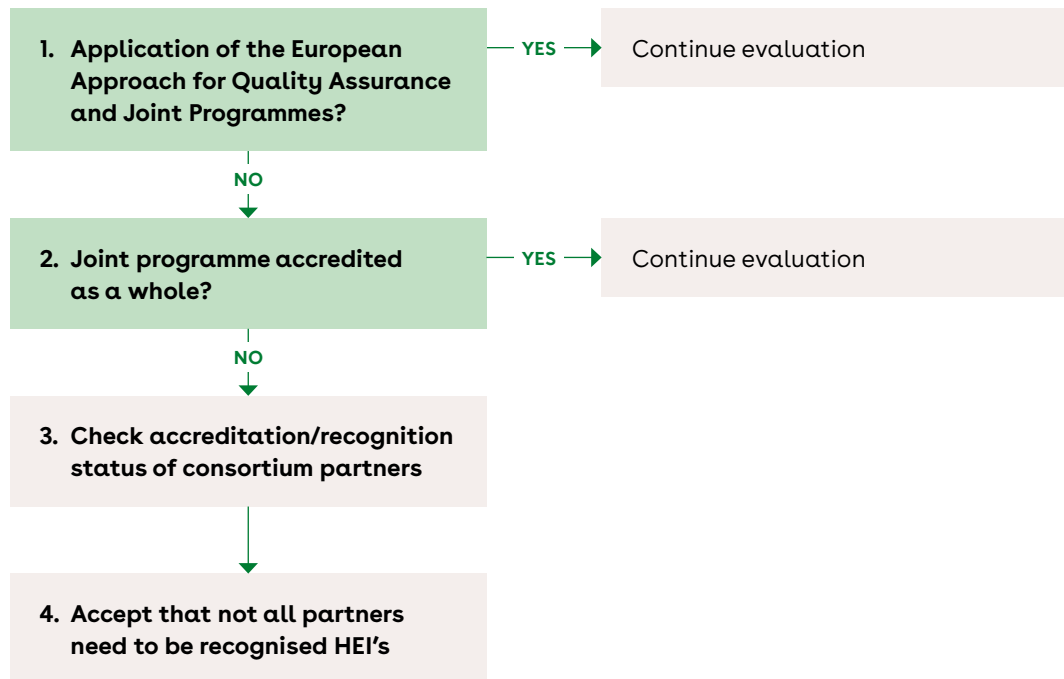 1. Application of the European
Approach for Quality Assurance
and Joint Programmes?
YES
Continue evaluation
NO
2. Joint programme accredited
as a whole?
YES
Continue evaluation
NO
3. Check accreditation/recognition
status of consortium partners
4. Accept that not all partners
need to be recognised HEI's